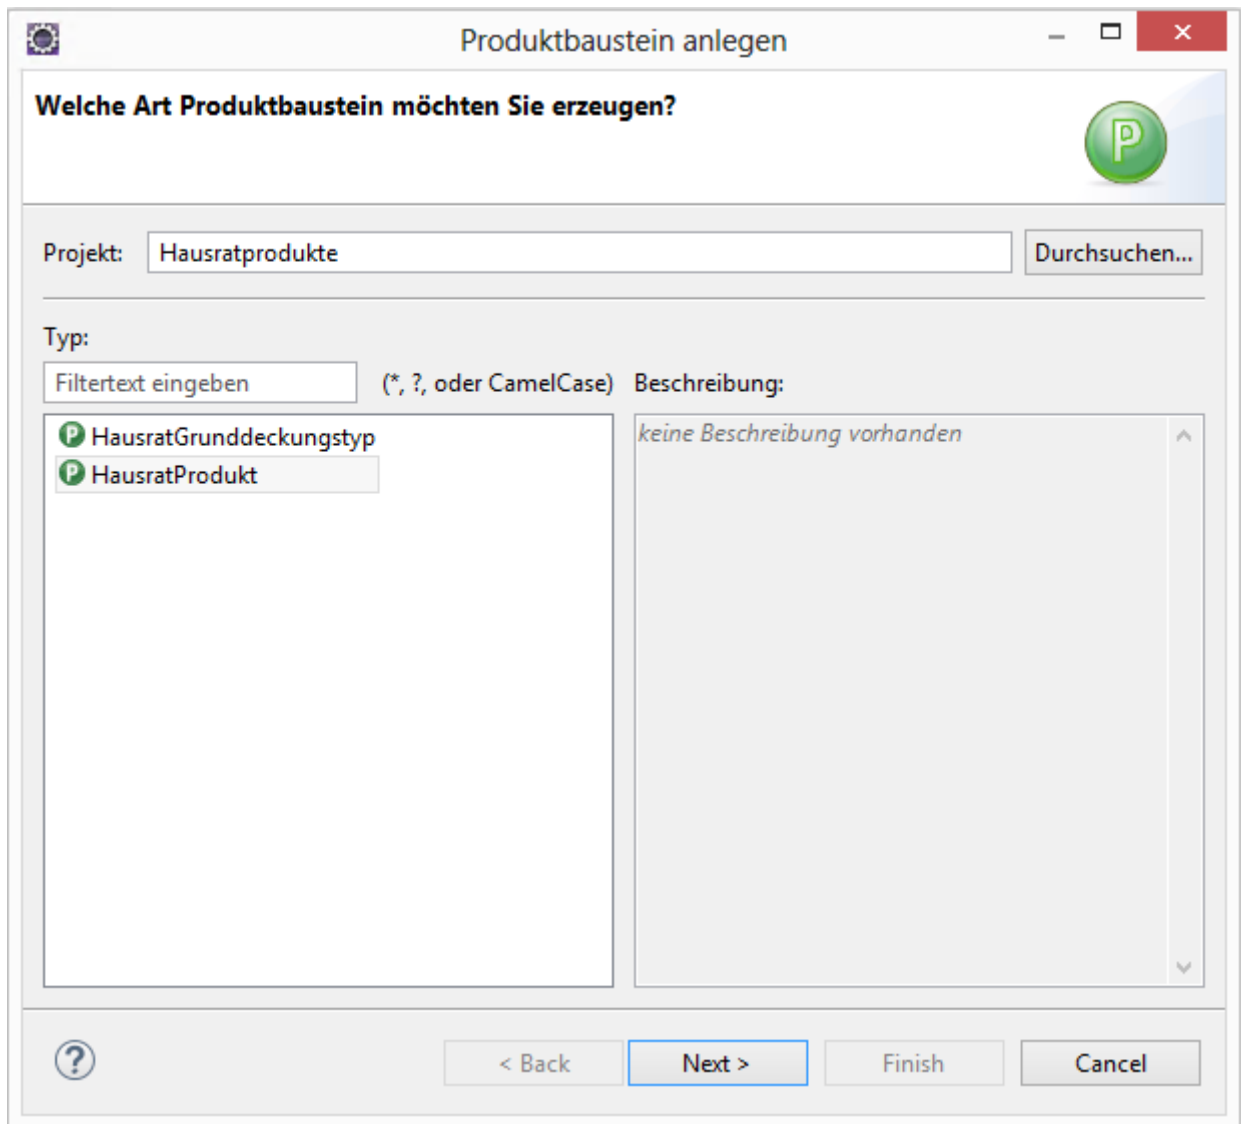 Produktbaustein anlegen
Welche Art Produktbaustein möchten Sie erzeugen?
P
Projekt: Hausratprodukte Durchsuchen...
Typ:
Filtertext eingeben (*, ?, oder CamelCase) Beschreibung:
P HausratGrunddeckungstyp
P HausratProdukt
keine Beschreibung vorhanden
? < Back Next > Finish Cancel